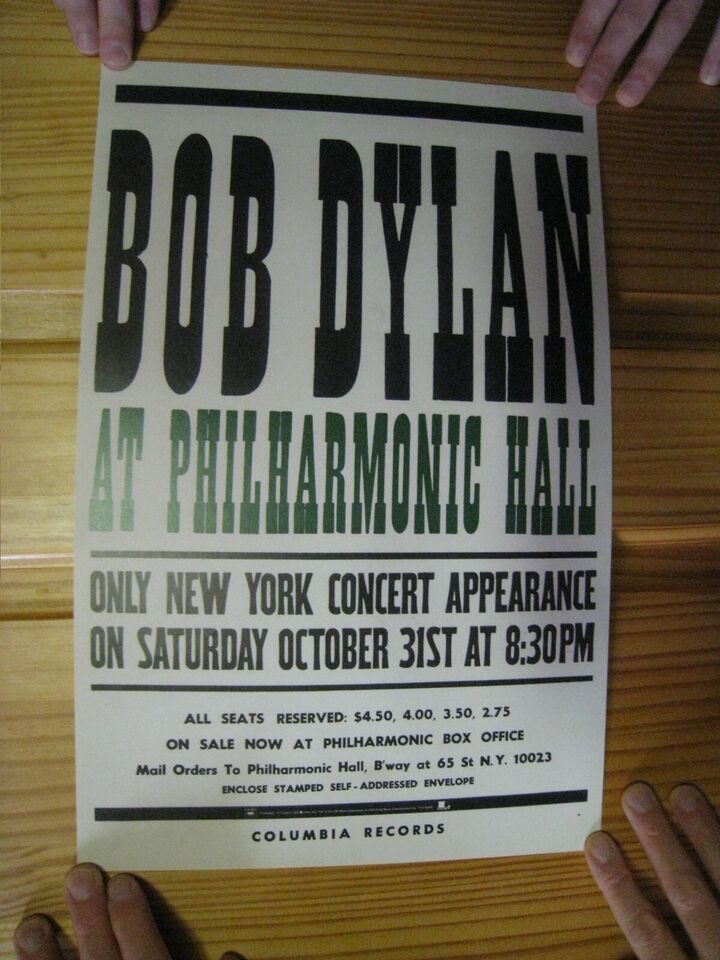 BOB DYLAN
AT PHILHARMONIC HALL
ONLY NEW YORK CONCERT APPEARANCE
ON SATURDAY OCTOBER 31ST AT 8:30PM
ALL SEATS RESERVED: $4.50, 4.00, 3.50, 2.75
ON SALE NOW AT PHILHARMONIC BOX OFFICE
Mail Orders To Philharmonic Hall, B'way at 65 St N.Y. 10023
ENCLOSE STAMPED SELF-ADDRESSED ENVELOPE
COLUMBIA RECORDS